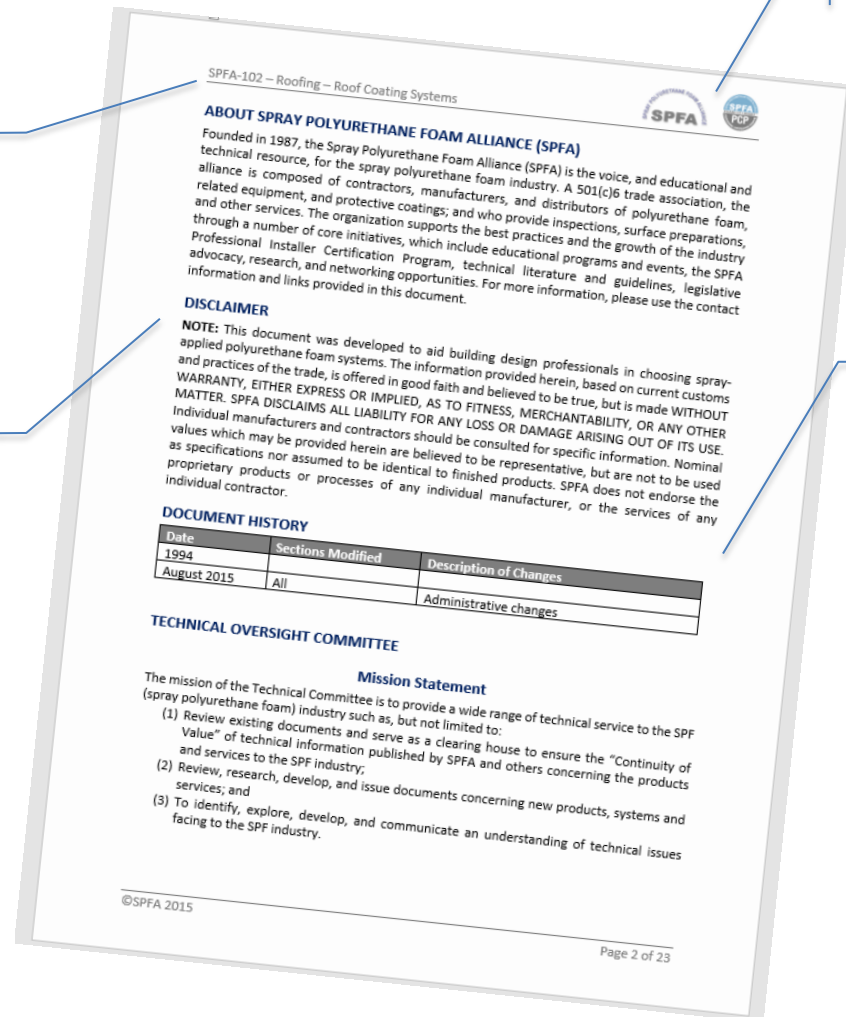 SPFA-102 – Roofing – Roof Coating Systems
SPRAY POLYURETHANE FOAM ALLIANCE
SPFA
SPFA
PCP
ABOUT SPRAY POLYURETHANE FOAM ALLIANCE (SPFA)
Founded in 1987, the Spray Polyurethane Foam Alliance (SPFA) is the voice, and educational and
technical resource, for the spray polyurethane foam industry. A 501(c)6 trade association, the
alliance is composed of contractors, manufacturers, and distributors of polyurethane foam,
related equipment, and protective coatings; and who provide inspections, surface preparations,
and other services. The organization supports the best practices and the growth of the industry
through a number of core initiatives, which include educational programs and events, the SPFA
Professional Installer Certification Program, technical literature and guidelines, legislative
advocacy, research, and networking opportunities. For more information, please use the contact
information and links provided in this document.
DISCLAIMER
NOTE: This document was developed to aid building design professionals in choosing spray-
applied polyurethane foam systems. The information provided herein, based on current customs
and practices of the trade, is offered in good faith and believed to be true, but is made WITHOUT
WARRANTY, EITHER EXPRESS OR IMPLIED, AS TO FITNESS, MERCHANTABILITY, OR ANY OTHER
MATTER. SPFA DISCLAIMS ALL LIABILITY FOR ANY LOSS OR DAMAGE ARISING OUT OF ITS USE.
Individual manufacturers and contractors should be consulted for specific information. Nominal
values which may be provided herein are believed to be representative, but are not to be used
as specifications nor assumed to be identical to finished products. SPFA does not endorse the
proprietary products or processes of any individual manufacturer, or the services of any
individual contractor.
DOCUMENT HISTORY
Date Sections Modified Description of Changes
1994
August 2015 All Administrative changes
TECHNICAL OVERSIGHT COMMITTEE
Mission Statement
The mission of the Technical Committee is to provide a wide range of technical service to the SPF
(spray polyurethane foam) industry such as, but not limited to:
(1) Review existing documents and serve as a clearing house to ensure the “Continuity of
Value” of technical information published by SPFA and others concerning the products
and services to the SPF industry;
(2) Review, research, develop, and issue documents concerning new products, systems and
services; and
(3) To identify, explore, develop, and communicate an understanding of technical issues
facing to the SPF industry.
©SPFA 2015
Page 2 of 23